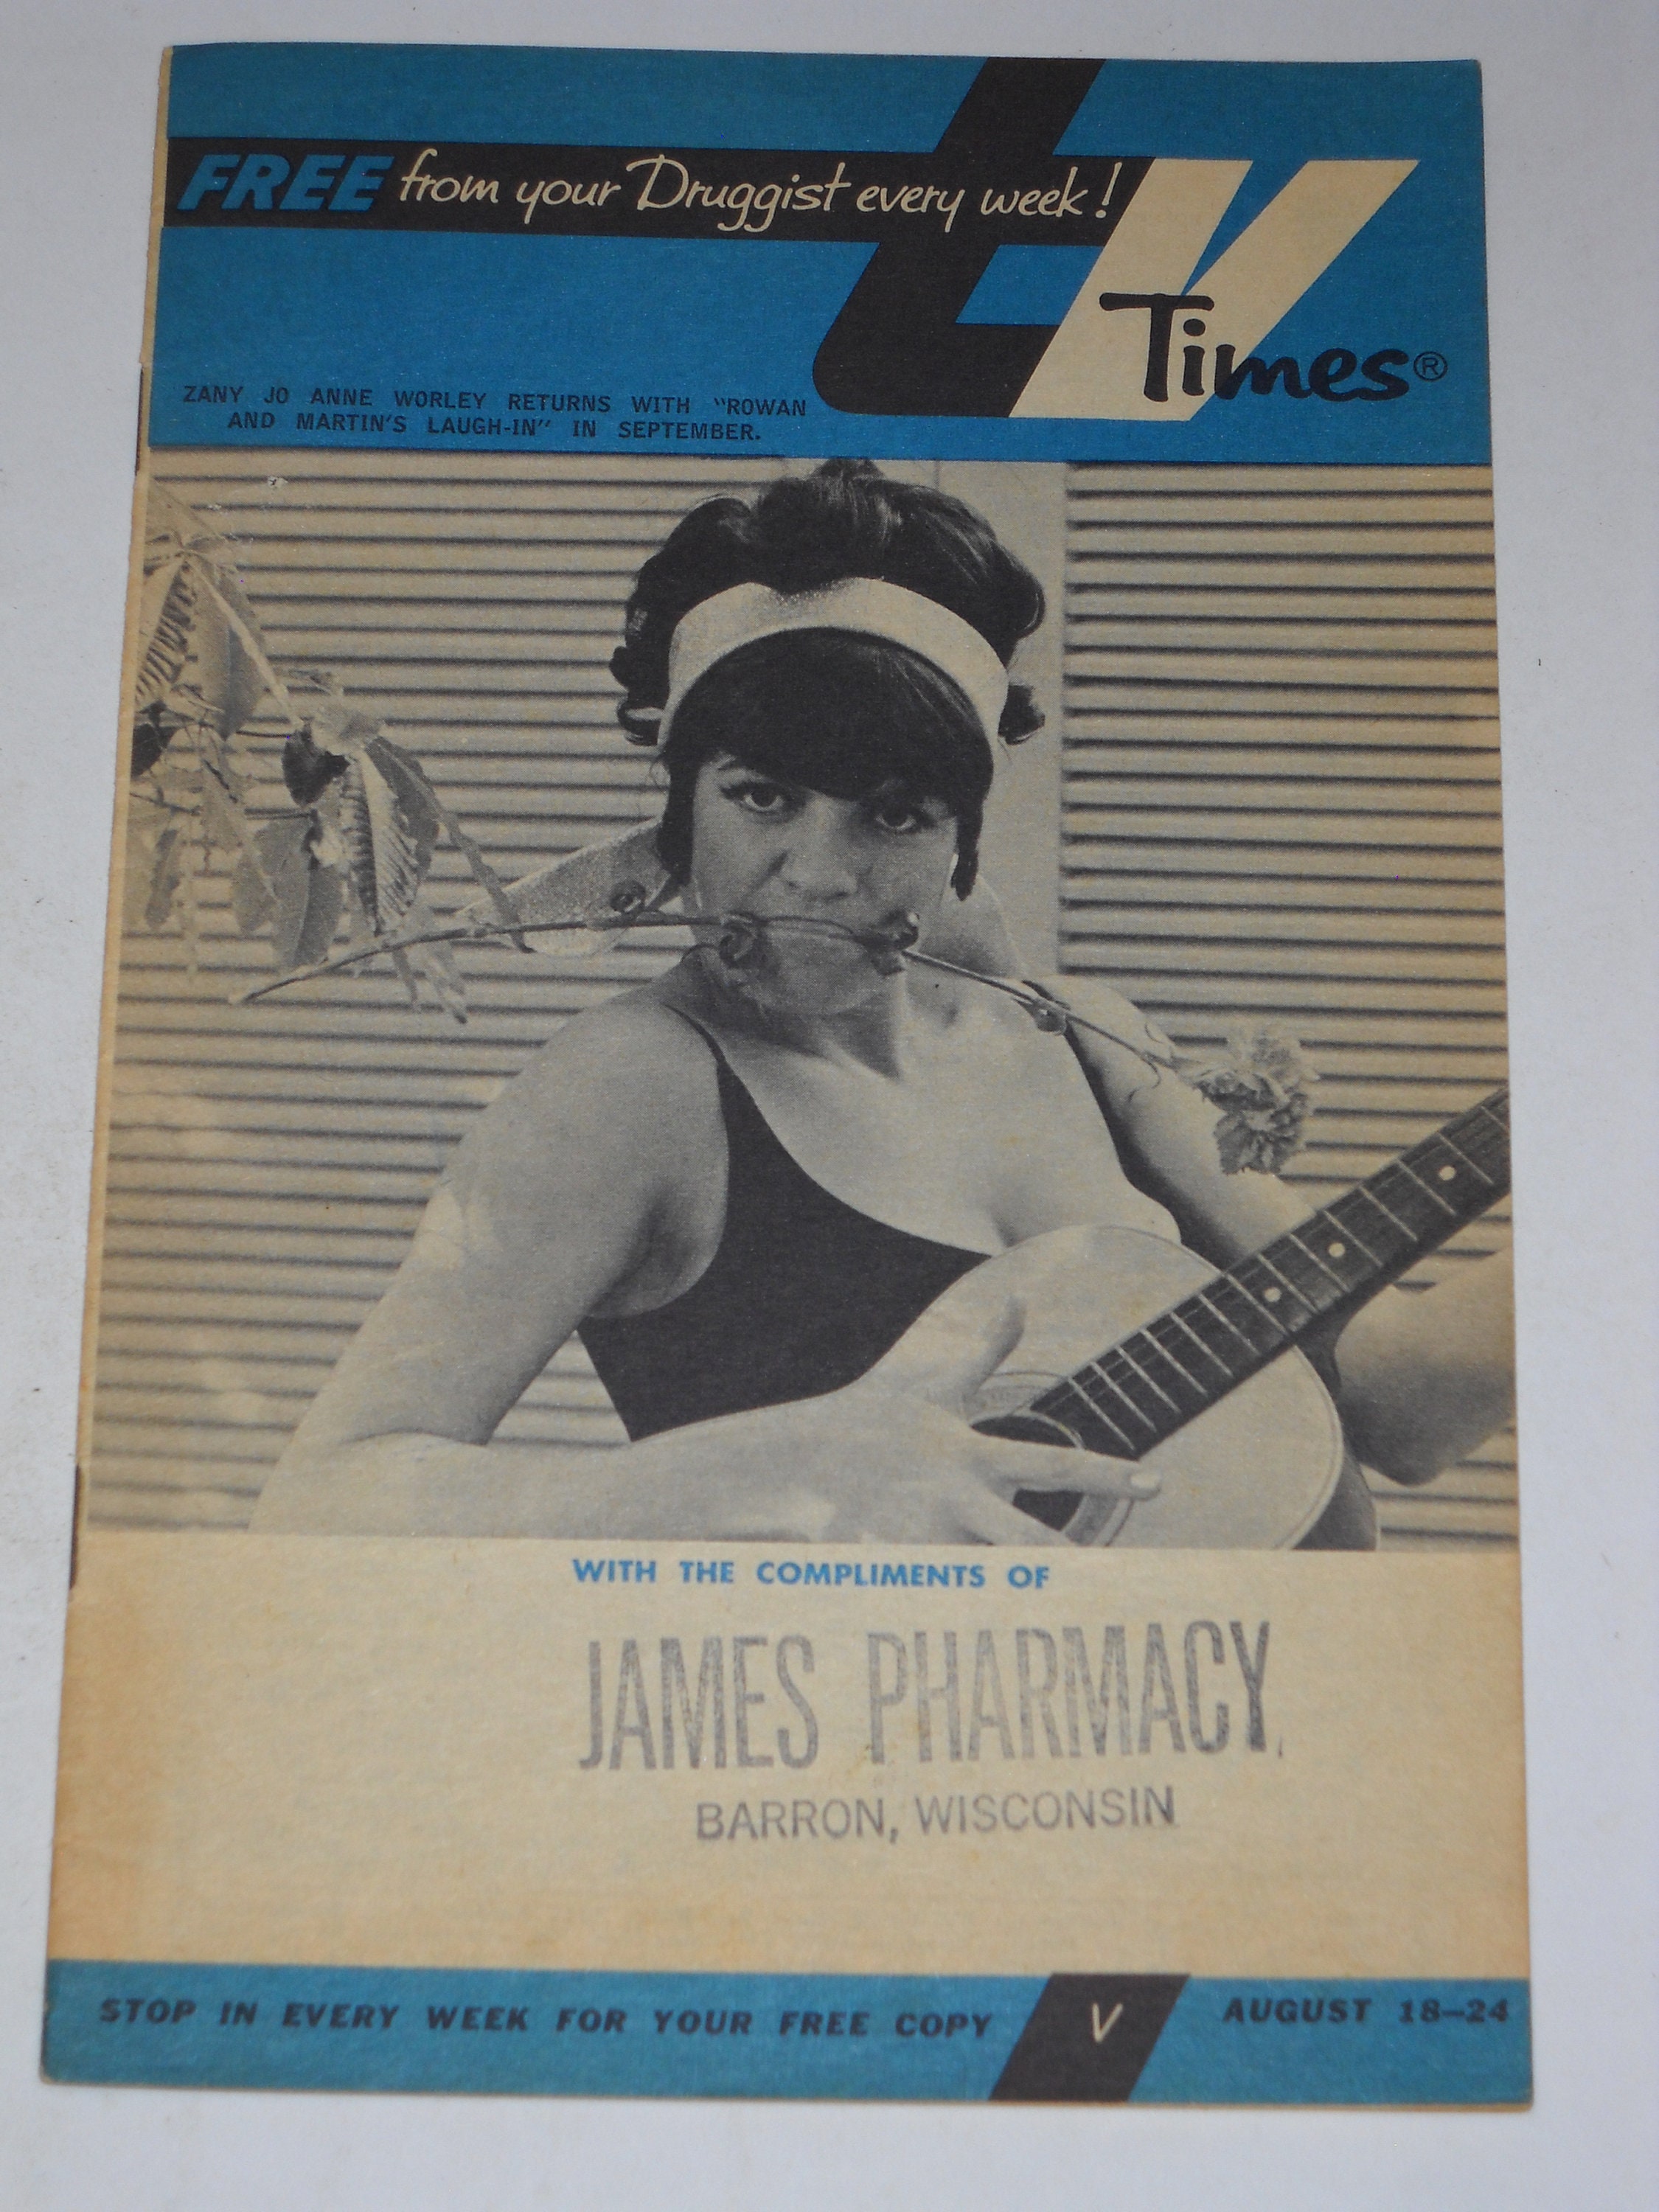 FREE from your Druggist every week!
tv
Times®
ZANY JO ANNE WORLEY RETURNS WITH "ROWAN
AND MARTIN'S LAUGH-IN" IN SEPTEMBER.
WITH THE COMPLIMENTS OF
JAMES PHARMACY,
BARRON, WISCONSIN
STOP IN EVERY WEEK FOR YOUR FREE COPY V AUGUST 18-24